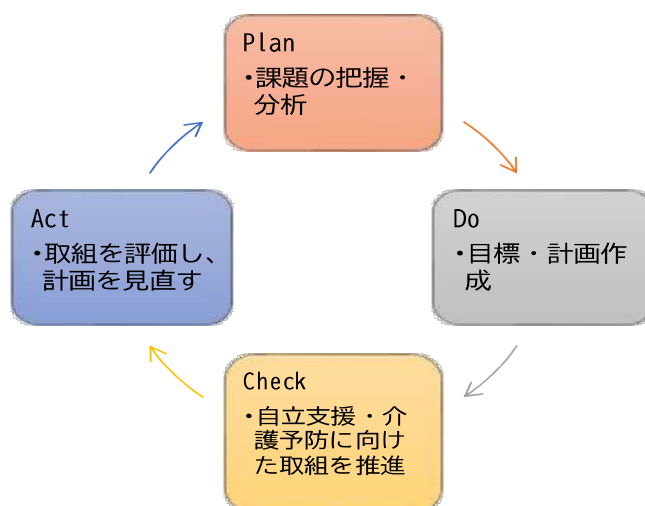 Plan
・課題の把握・
分析
Do
・目標・計画作
成
Check
・自立支援・介
護予防に向け
た取組を推進
Act
・取組を評価し、
計画を見直す